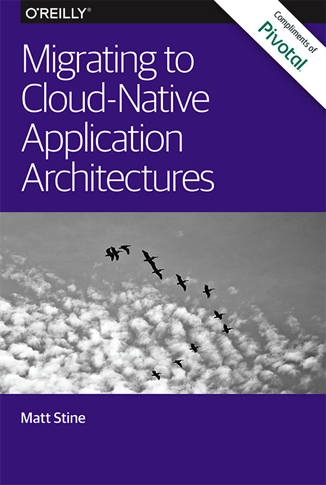 O'REILLY®
Compliments of
Pivotal
Migrating to
Cloud-Native
Application
Architectures
Matt Stine